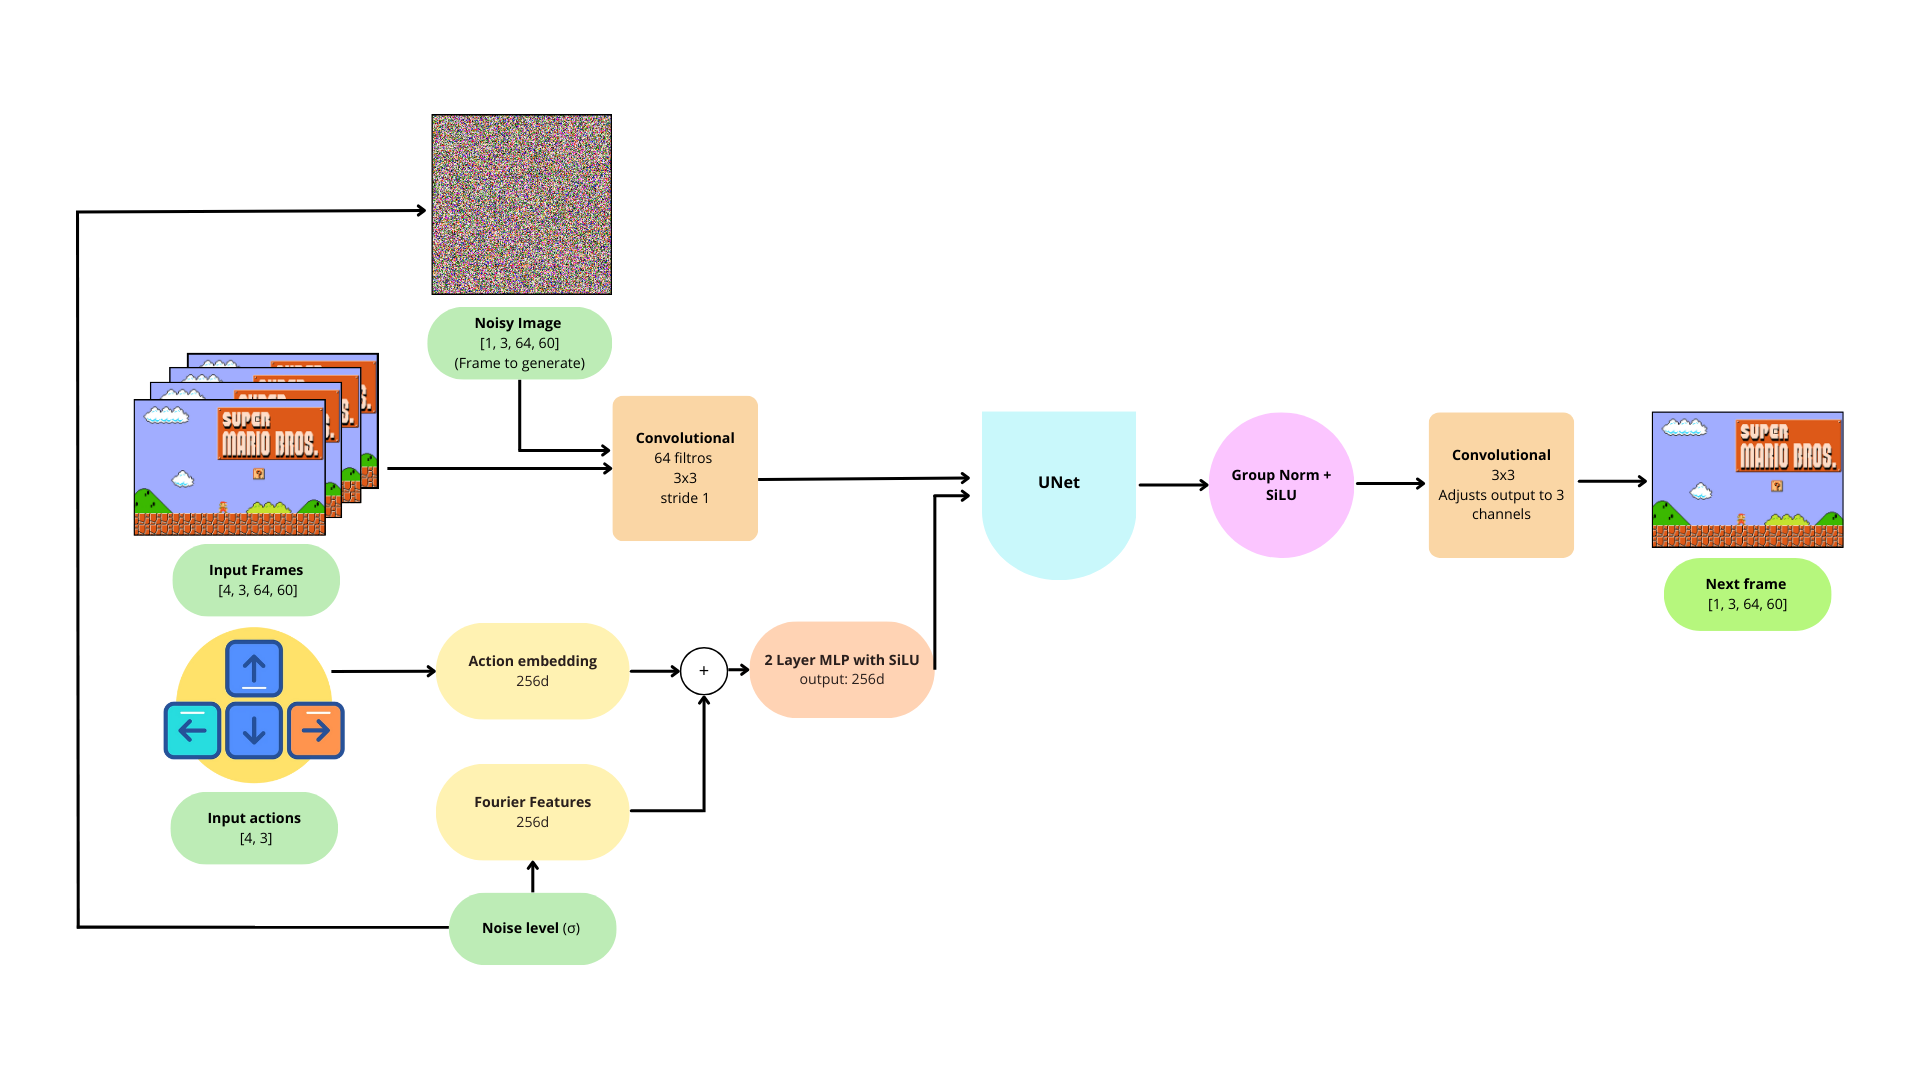 Noisy Image
[1, 3, 64, 60]
(Frame to generate)
SUPER
MARIO BROS.
Input Frames
[4, 3, 64, 60]
Convolutional
64 filtros
3x3
stride 1
UNet
Group Norm +
SiLU
Convolutional
3x3
Adjusts output to 3
channels
SUPER
MARIO BROS.
Next frame
[1, 3, 64, 60]
Action embedding
256d
+
2 Layer MLP with SiLU
output: 256d
Input actions
[4, 3]
Fourier Features
256d
Noise level (σ)